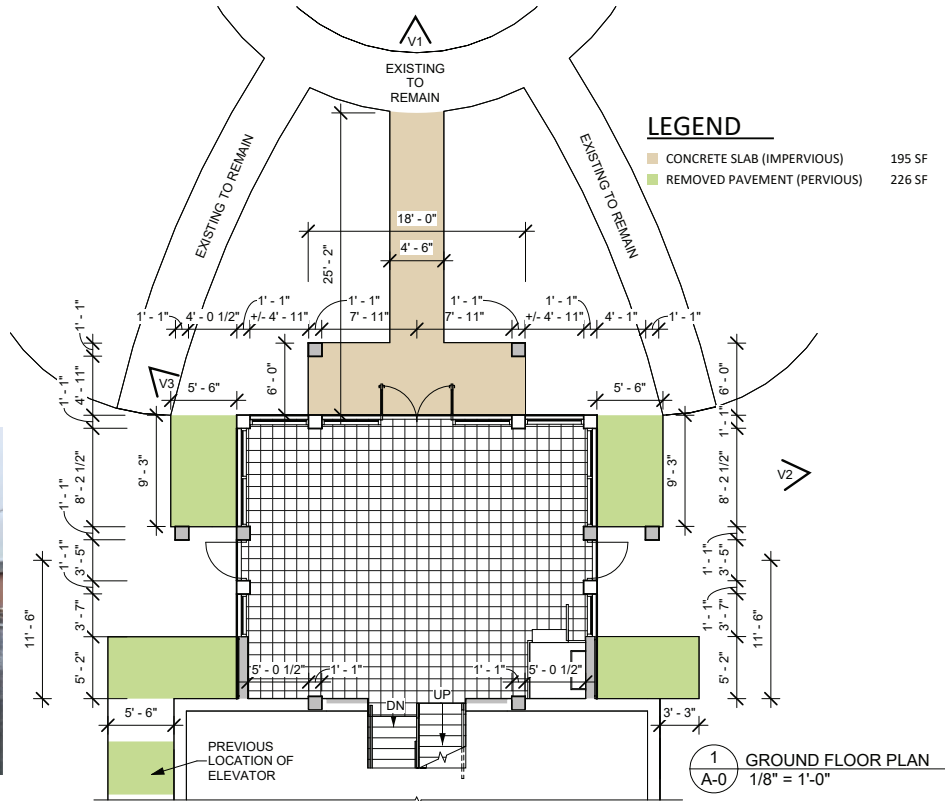 V1
EXISTING
TO
REMAIN
LEGEND
CONCRETE SLAB (IMPERVIOUS) 195 SF
REMOVED PAVEMENT (PERVIOUS) 226 SF
EXISTING TO REMAIN
EXISTING TO REMAIN
18' - 0"
4' - 6"
25' - 2"
1' - 1"
1' - 1"
1' - 1"
1' - 1"
1' - 1"
4' - 0 1/2"
+/- 4' - 11"
7' - 11"
7' - 11"
+/- 4' - 11"
4' - 1"
1' - 1"
1' - 1"
4' - 11"
1' - 1"
6' - 0"
6' - 0"
V3
5' - 6"
5' - 6"
1' - 1"
8' - 2 1/2"
9' - 3"
9' - 3"
8' - 2 1/2"
V2
1' - 1"
1' - 1"
3' - 5"
1' - 1"
3' - 5"
11' - 6"
3' - 7"
1' - 1"
3' - 7"
11' - 6"
5' - 2"
5' - 2"
5' - 0 1/2"
1' - 1"
1' - 1"
5' - 0 1/2"
DN
UP
5' - 6"
3' - 3"
PREVIOUS
LOCATION OF
ELEVATOR
1
A-0
GROUND FLOOR PLAN
1/8" = 1'-0"